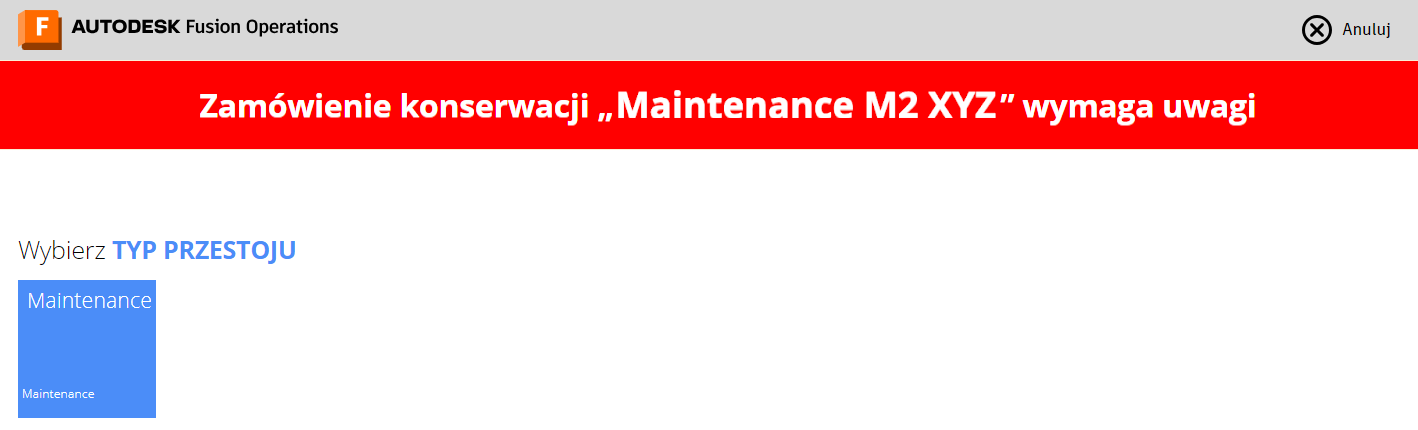 F AUTODESK Fusion Operations
Anuluj
Zamówienie konserwacji „Maintenance M2 XYZ” wymaga uwagi
Wybierz TYP PRZESTOJU
Maintenance
Maintenance